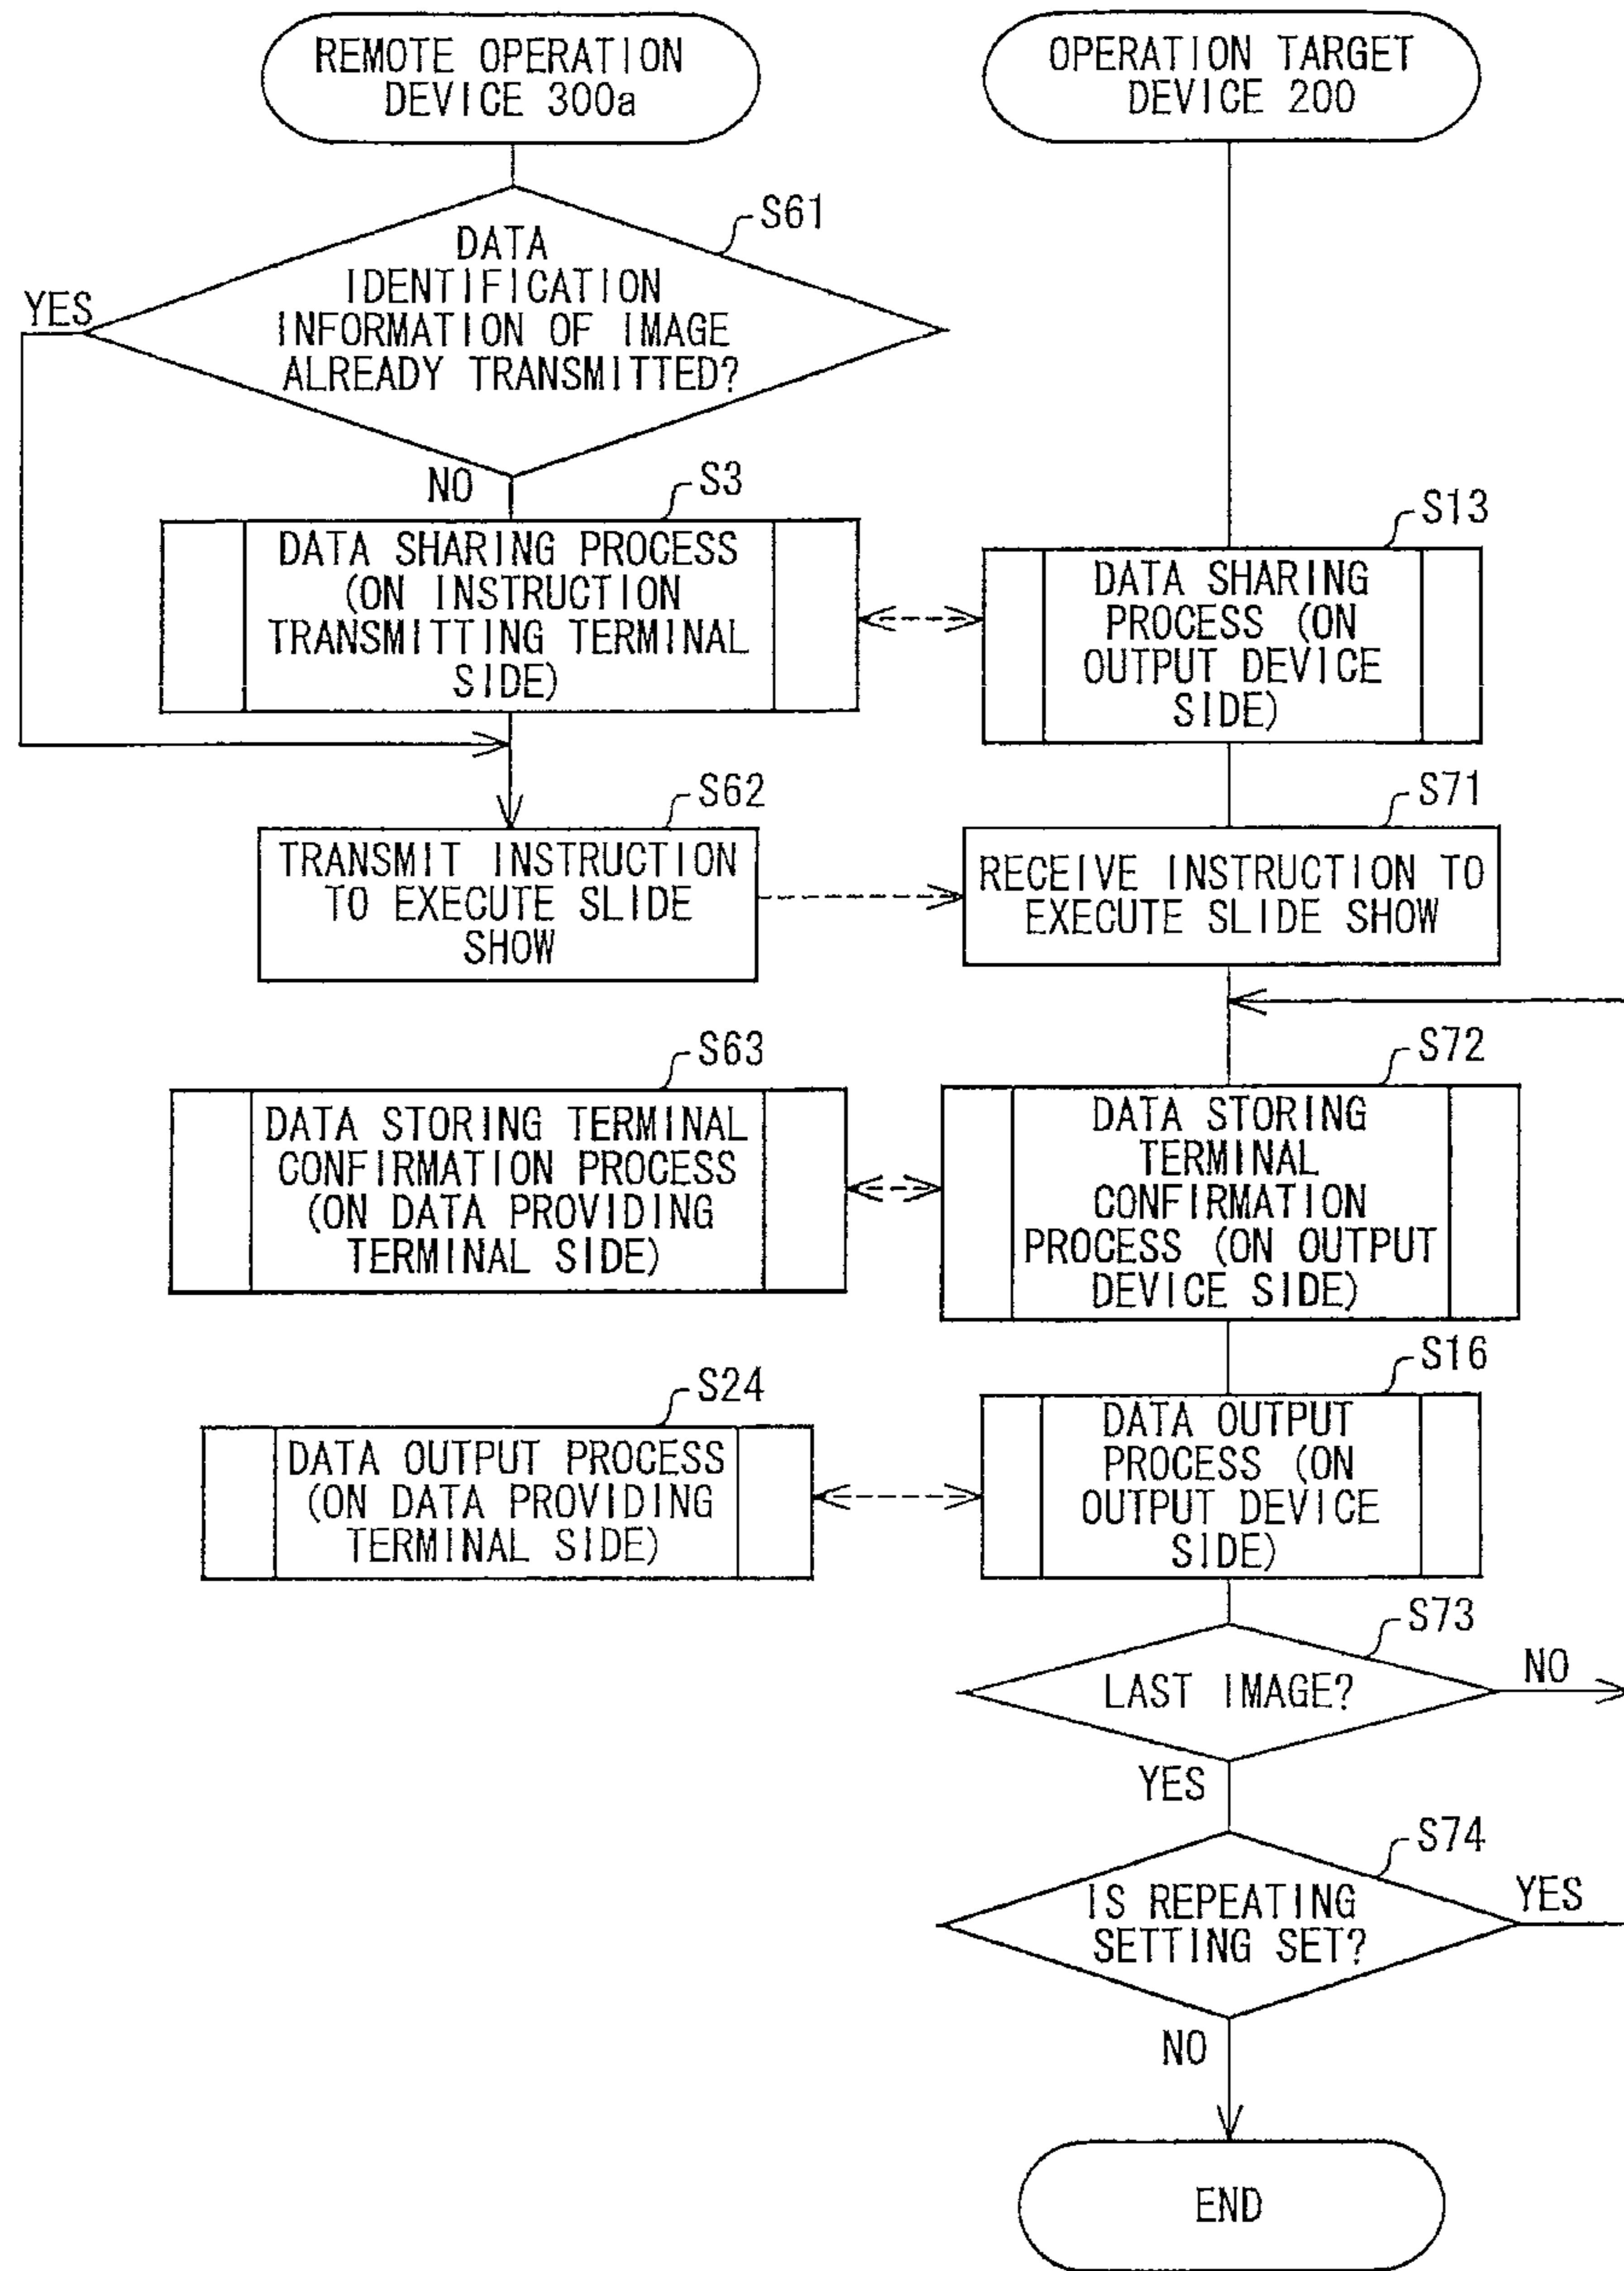 REMOTE OPERATION
DEVICE 300a
OPERATION TARGET
DEVICE 200
S61
DATA
IDENTIFICATION
INFORMATION OF IMAGE
ALREADY TRANSMITTED?
YES
NO
S3
DATA SHARING PROCESS
(ON INSTRUCTION
TRANSMITTING TERMINAL
SIDE)
S13
DATA SHARING
PROCESS (ON
OUTPUT DEVICE
SIDE)
S62
TRANSMIT INSTRUCTION
TO EXECUTE SLIDE
SHOW
S71
RECEIVE INSTRUCTION TO
EXECUTE SLIDE SHOW
S63
DATA STORING TERMINAL
CONFIRMATION PROCESS
(ON DATA PROVIDING
TERMINAL SIDE)
S72
DATA STORING
TERMINAL
CONFIRMATION
PROCESS (ON OUTPUT
DEVICE SIDE)
S24
DATA OUTPUT PROCESS
(ON DATA PROVIDING
TERMINAL SIDE)
S16
DATA OUTPUT
PROCESS (ON
OUTPUT DEVICE
SIDE)
S73
LAST IMAGE?
NO
YES
S74
IS REPEATING
SETTING SET?
YES
NO
END